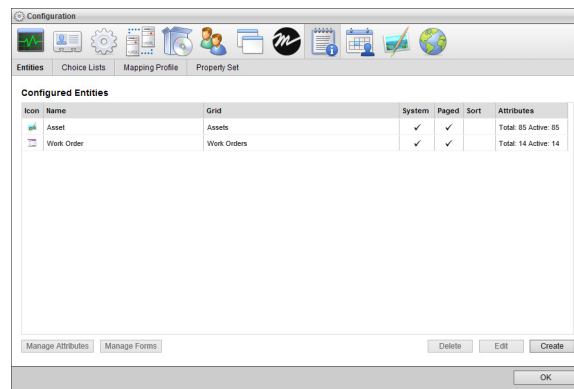 Configuration
Entities Choice Lists Mapping Profile Property Set
Configured Entities
Icon Name Grid System Paged Sort Attributes
Asset Assets ✓ ✓ Total: 85 Active: 85
Work Order Work Orders ✓ ✓ Total: 14 Active: 14
Manage Attributes Manage Forms Delete Edit Create
OK